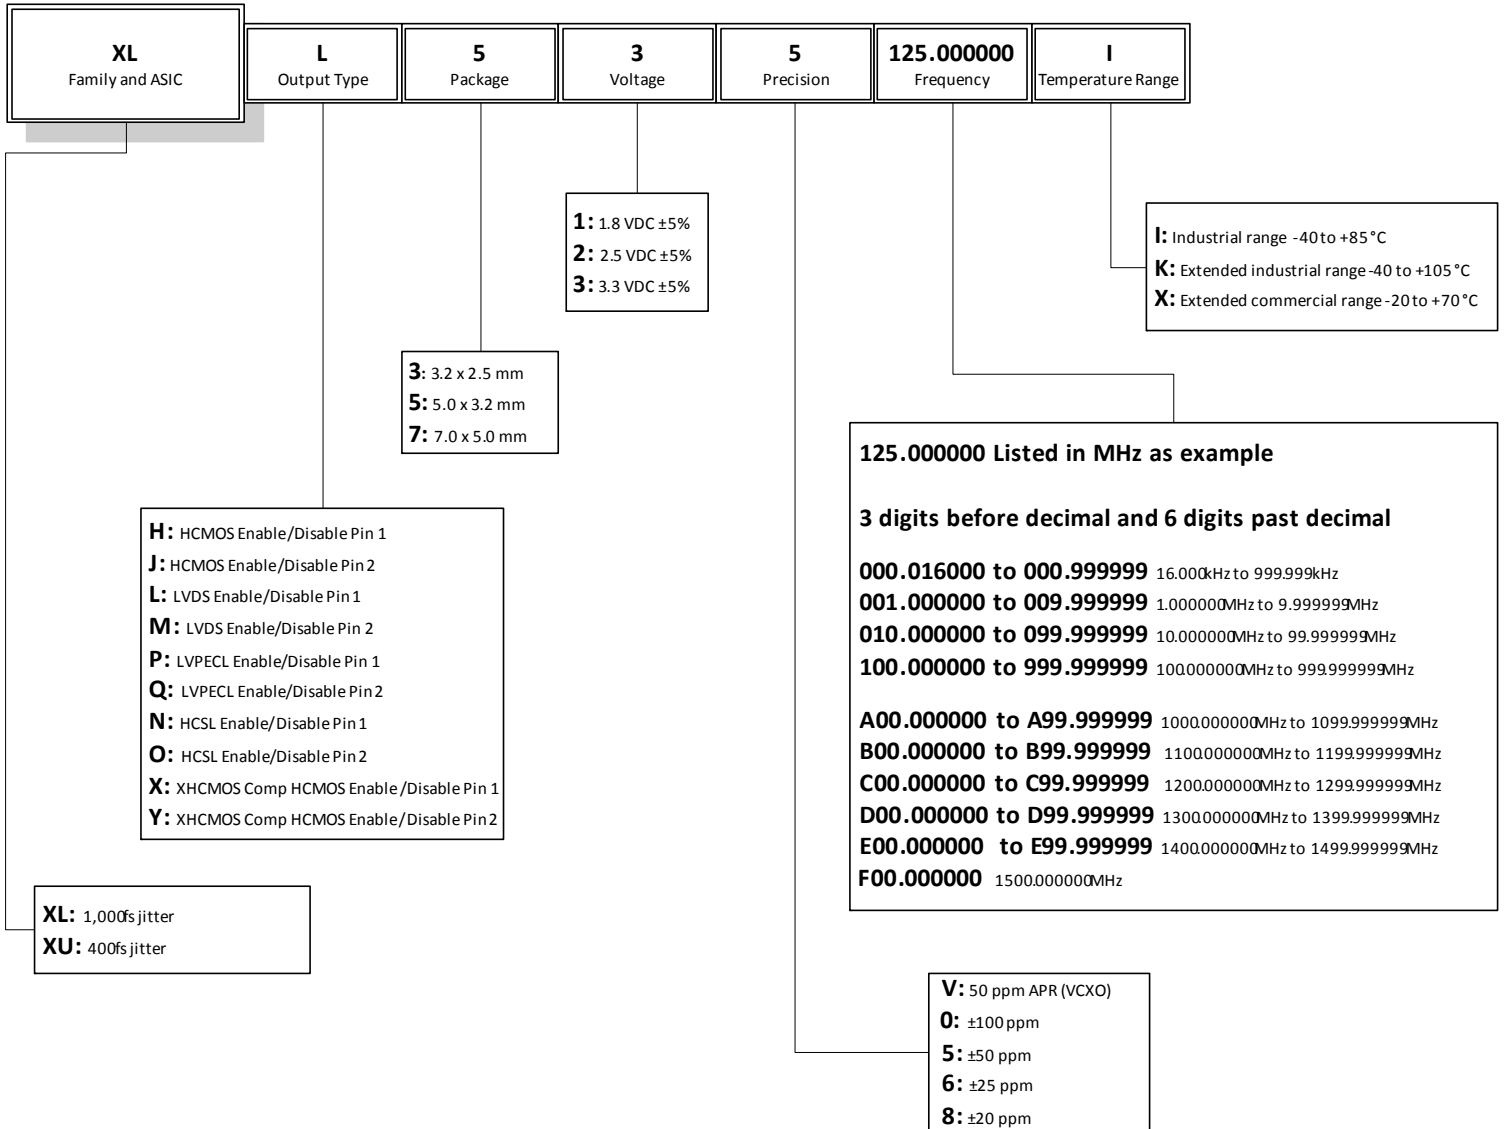 XL
Family and ASIC
L
Output Type
5
Package
3
Voltage
5
Precision
125.000000
Frequency
I
Temperature Range
1: 1.8 VDC ±5%
2: 2.5 VDC ±5%
3: 3.3 VDC ±5%
I: Industrial range -40 to +85°C
K: Extended industrial range -40 to +105°C
X: Extended commercial range -20 to +70°C
3: 3.2 x 2.5 mm
5: 5.0 x 3.2 mm
7: 7.0 x 5.0 mm
125.000000 Listed in MHz as example
3 digits before decimal and 6 digits past decimal
000.016000 to 000.999999 16.000kHz to 999.999kHz
001.000000 to 009.999999 1.000000MHz to 9.999999MHz
010.000000 to 099.999999 10.000000MHz to 99.999999MHz
100.000000 to 999.999999 100.000000MHz to 999.999999MHz
A00.000000 to A99.999999 1000.000000MHz to 1099.999999MHz
B00.000000 to B99.999999 1100.000000MHz to 1199.999999MHz
C00.000000 to C99.999999 1200.000000MHz to 1299.999999MHz
D00.000000 to D99.999999 1300.000000MHz to 1399.999999MHz
E00.000000 to E99.999999 1400.000000MHz to 1499.999999MHz
F00.000000 1500.000000MHz
H: HCMOS Enable/Disable Pin 1
J: HCMOS Enable/Disable Pin 2
L: LVDS Enable/Disable Pin 1
M: LVDS Enable/Disable Pin 2
P: LVPECL Enable/Disable Pin 1
Q: LVPECL Enable/Disable Pin 2
N: HCSL Enable/Disable Pin 1
O: HCSL Enable/Disable Pin 2
X: XHCMOS Comp HCMOS Enable/Disable Pin 1
Y: XHCMOS Comp HCMOS Enable/Disable Pin 2
XL: 1,000fs jitter
XU: 400fs jitter
V: 50 ppm APR (VCXO)
0: ±100 ppm
5: ±50 ppm
6: ±25 ppm
8: ±20 ppm